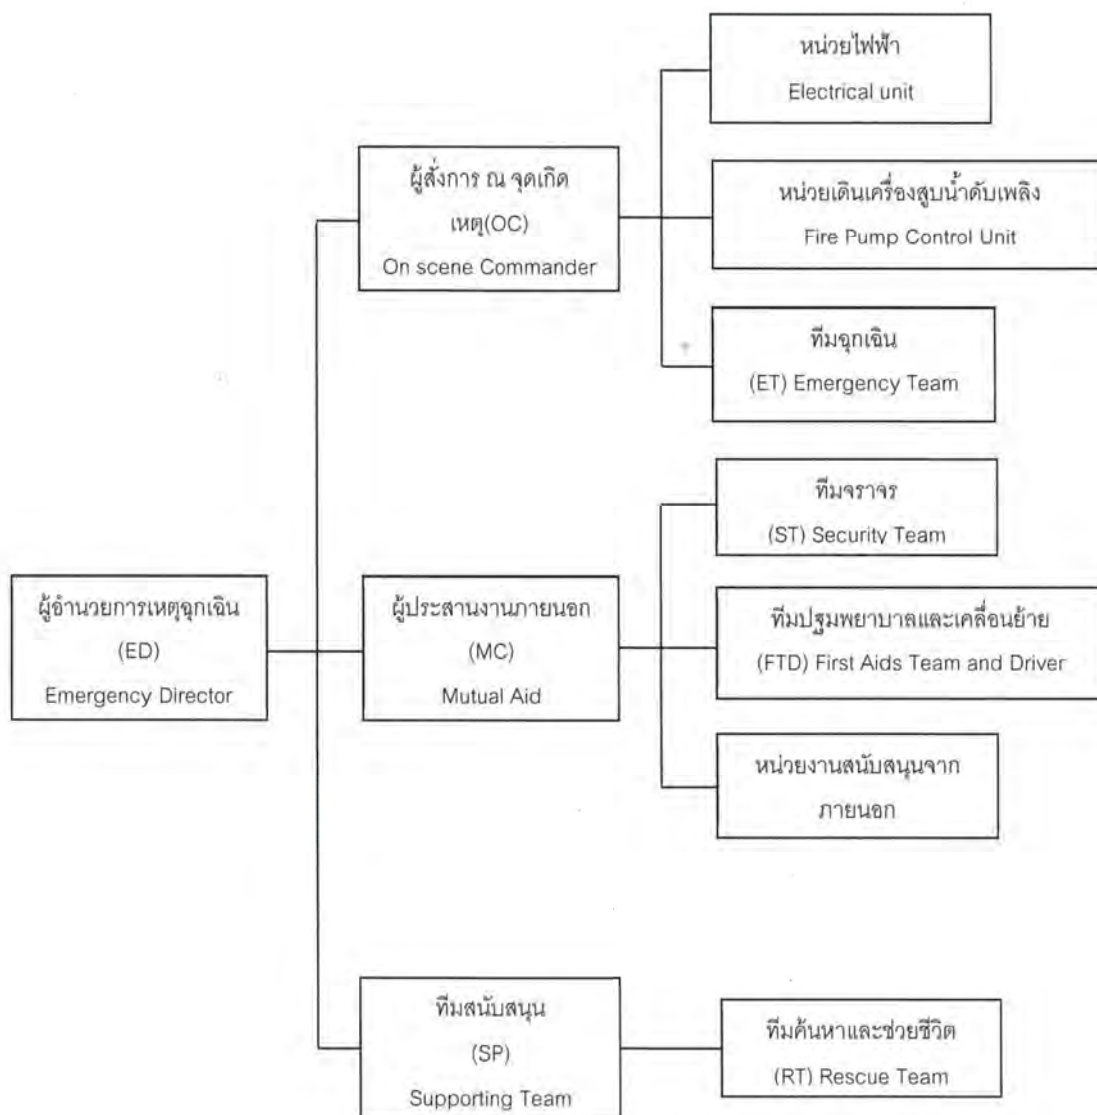 หน่วยไฟฟ้า
Electrical unit
ผู้สั่งการ ณ จุดเกิด
เหตุ(OC)
On scene Commander
หน่วยเดินเครื่องสูบน้ำดับเพลิง
Fire Pump Control Unit
ทีมฉุกเฉิน
(ET) Emergency Team
ทีมจราจร
(ST) Security Team
ผู้อำนวยการเหตุฉุกเฉิน
(ED)
Emergency Director
ผู้ประสานงานภายนอก
(MC)
Mutual Aid
ทีมปฐมพยาบาลและเคลื่อนย้าย
(FTD) First Aids Team and Driver
หน่วยงานสนับสนุนจาก
ภายนอก
ทีมสนับสนุน
(SP)
Supporting Team
ทีมค้นหาและช่วยชีวิต
(RT) Rescue Team